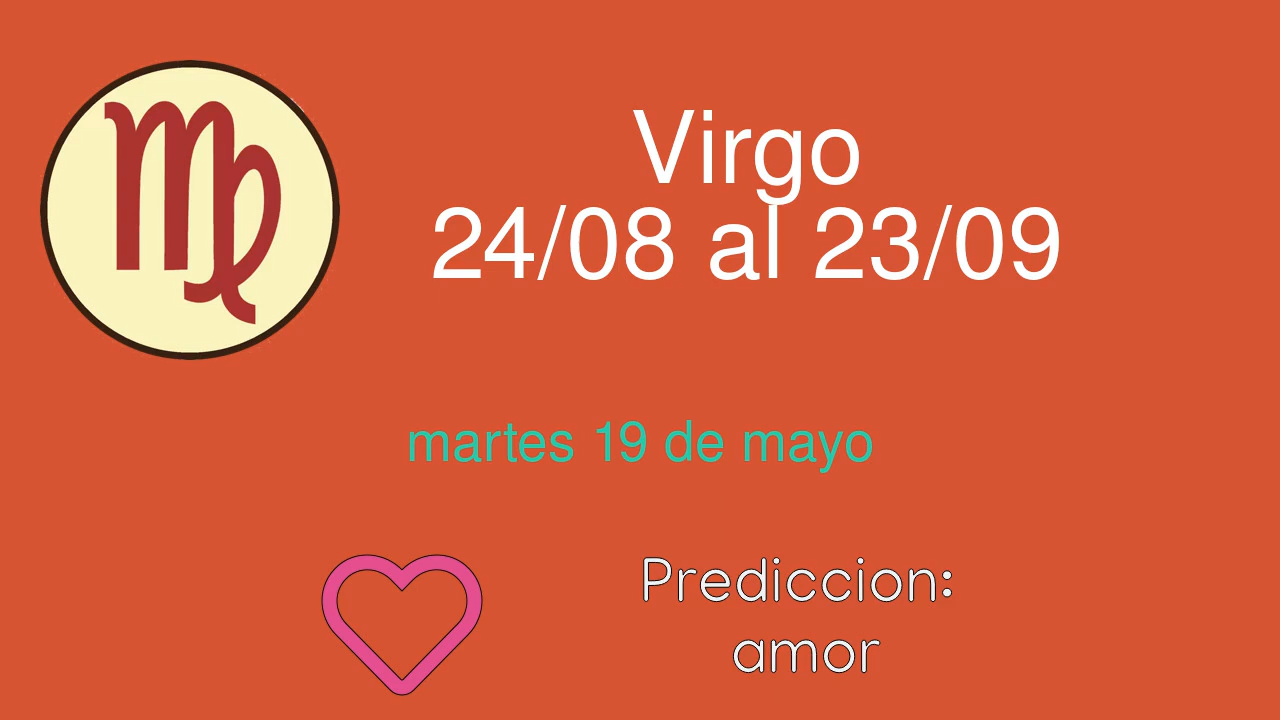 Virgo
24/08 al 23/09
martes 19 de mayo
Prediccion:
amor